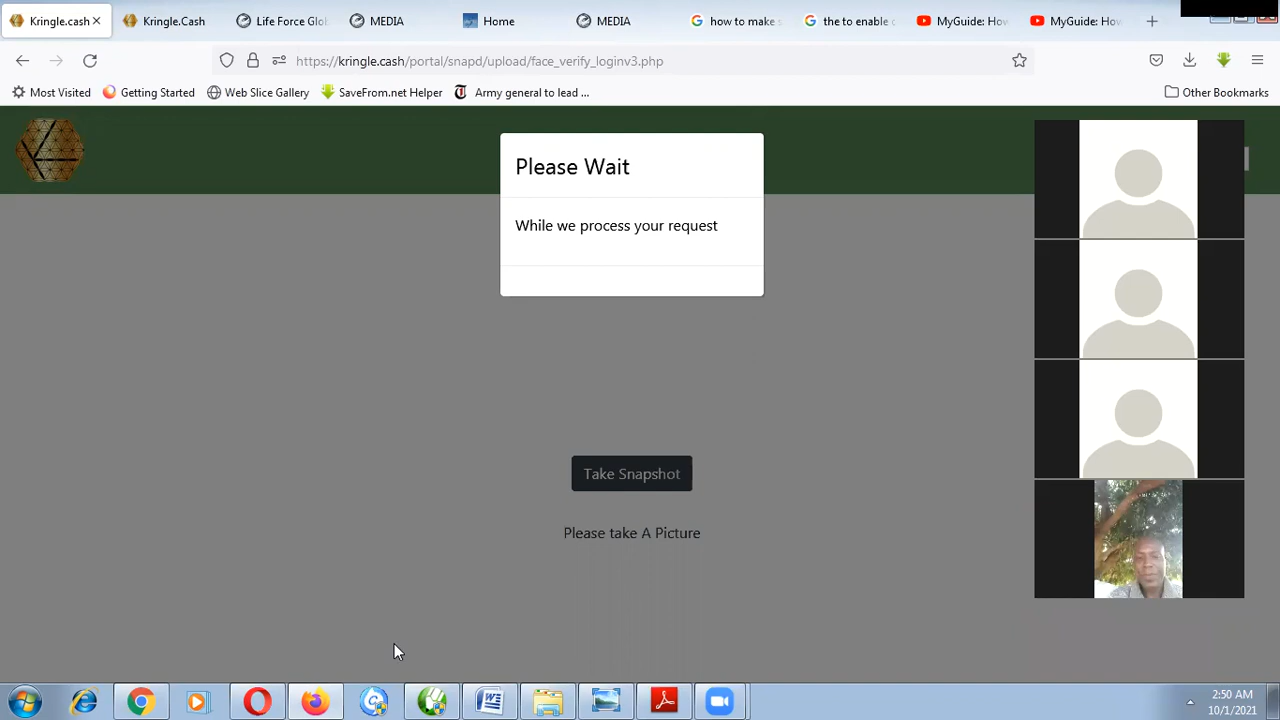 Kringle.cash
Kringle.Cash
Life Force Glo
MEDIA
Home
MEDIA
how to make s
the to enable c
MyGuide: How
MyGuide: How
https://kringle.cash/portal/snapd/upload/face_verify_loginv3.php
Most Visited
Getting Started
Web Slice Gallery
SaveFrom.net Helper
Army general to lead ...
Other Bookmarks
Please Wait
While we process your request
Take Snapshot
Please take A Picture
2:50 AM
10/1/2021